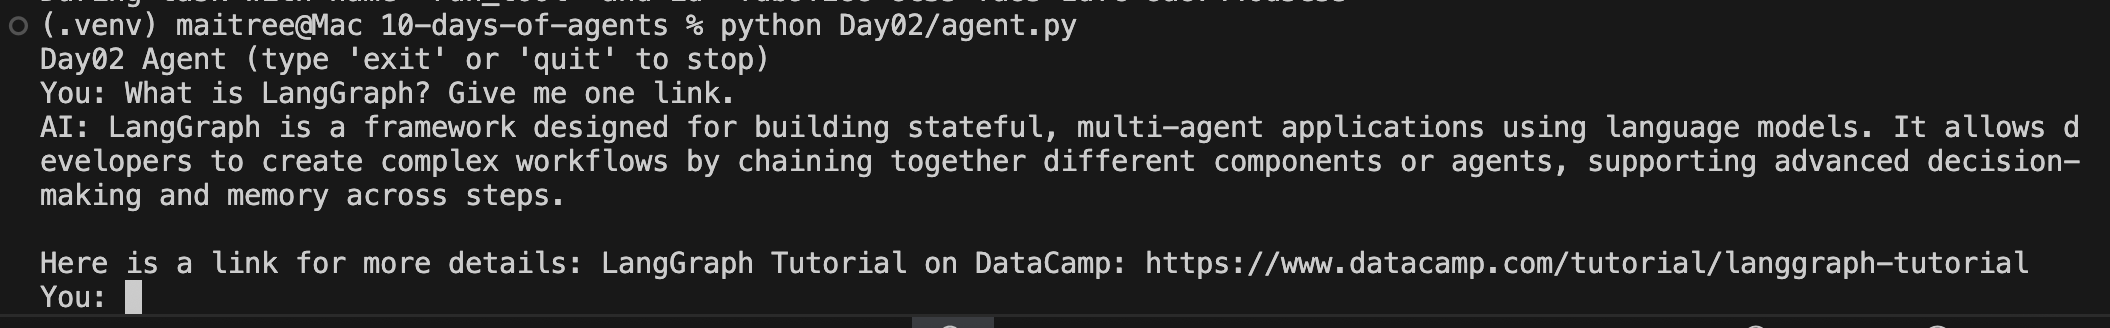 (.venv) maitree@Mac 10-days-of-agents % python Day02/agent.py
Day02 Agent (type 'exit' or 'quit' to stop)
You: What is LangGraph? Give me one link.
AI: LangGraph is a framework designed for building stateful, multi-agent applications using language models. It allows d
evelopers to create complex workflows by chaining together different components or agents, supporting advanced decision-
making and memory across steps.
Here is a link for more details: LangGraph Tutorial on DataCamp: https://www.datacamp.com/tutorial/langgraph-tutorial
You: